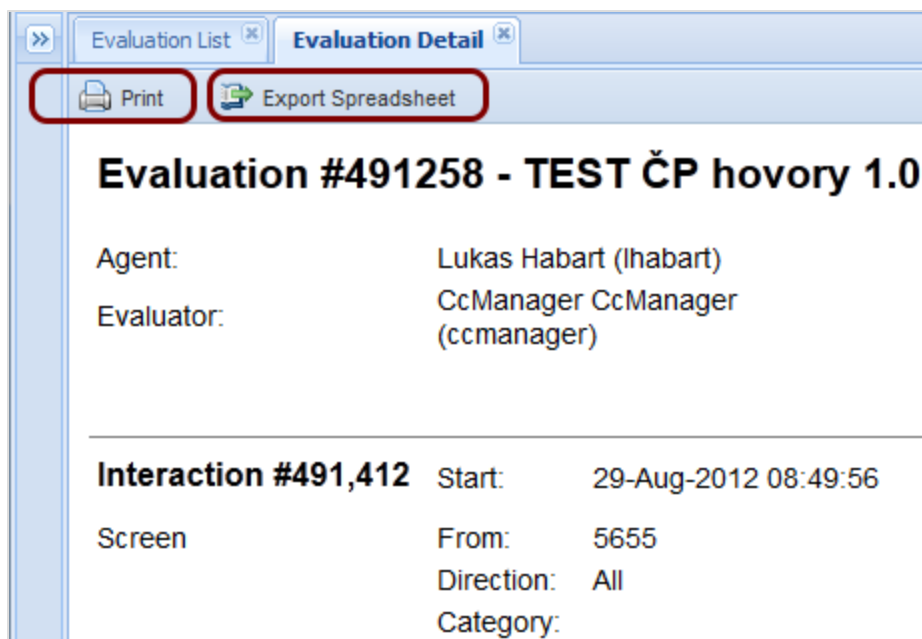 Evaluation List Evaluation Detail
Print Export Spreadsheet
Evaluation #491258 - TEST ČP hovory 1.0
Agent: Lukas Habart (lhabart)
Evaluator: CcManager CcManager
(ccmanager)
Interaction #491,412 Start: 29-Aug-2012 08:49:56
Screen From: 5655
Direction: All
Category: